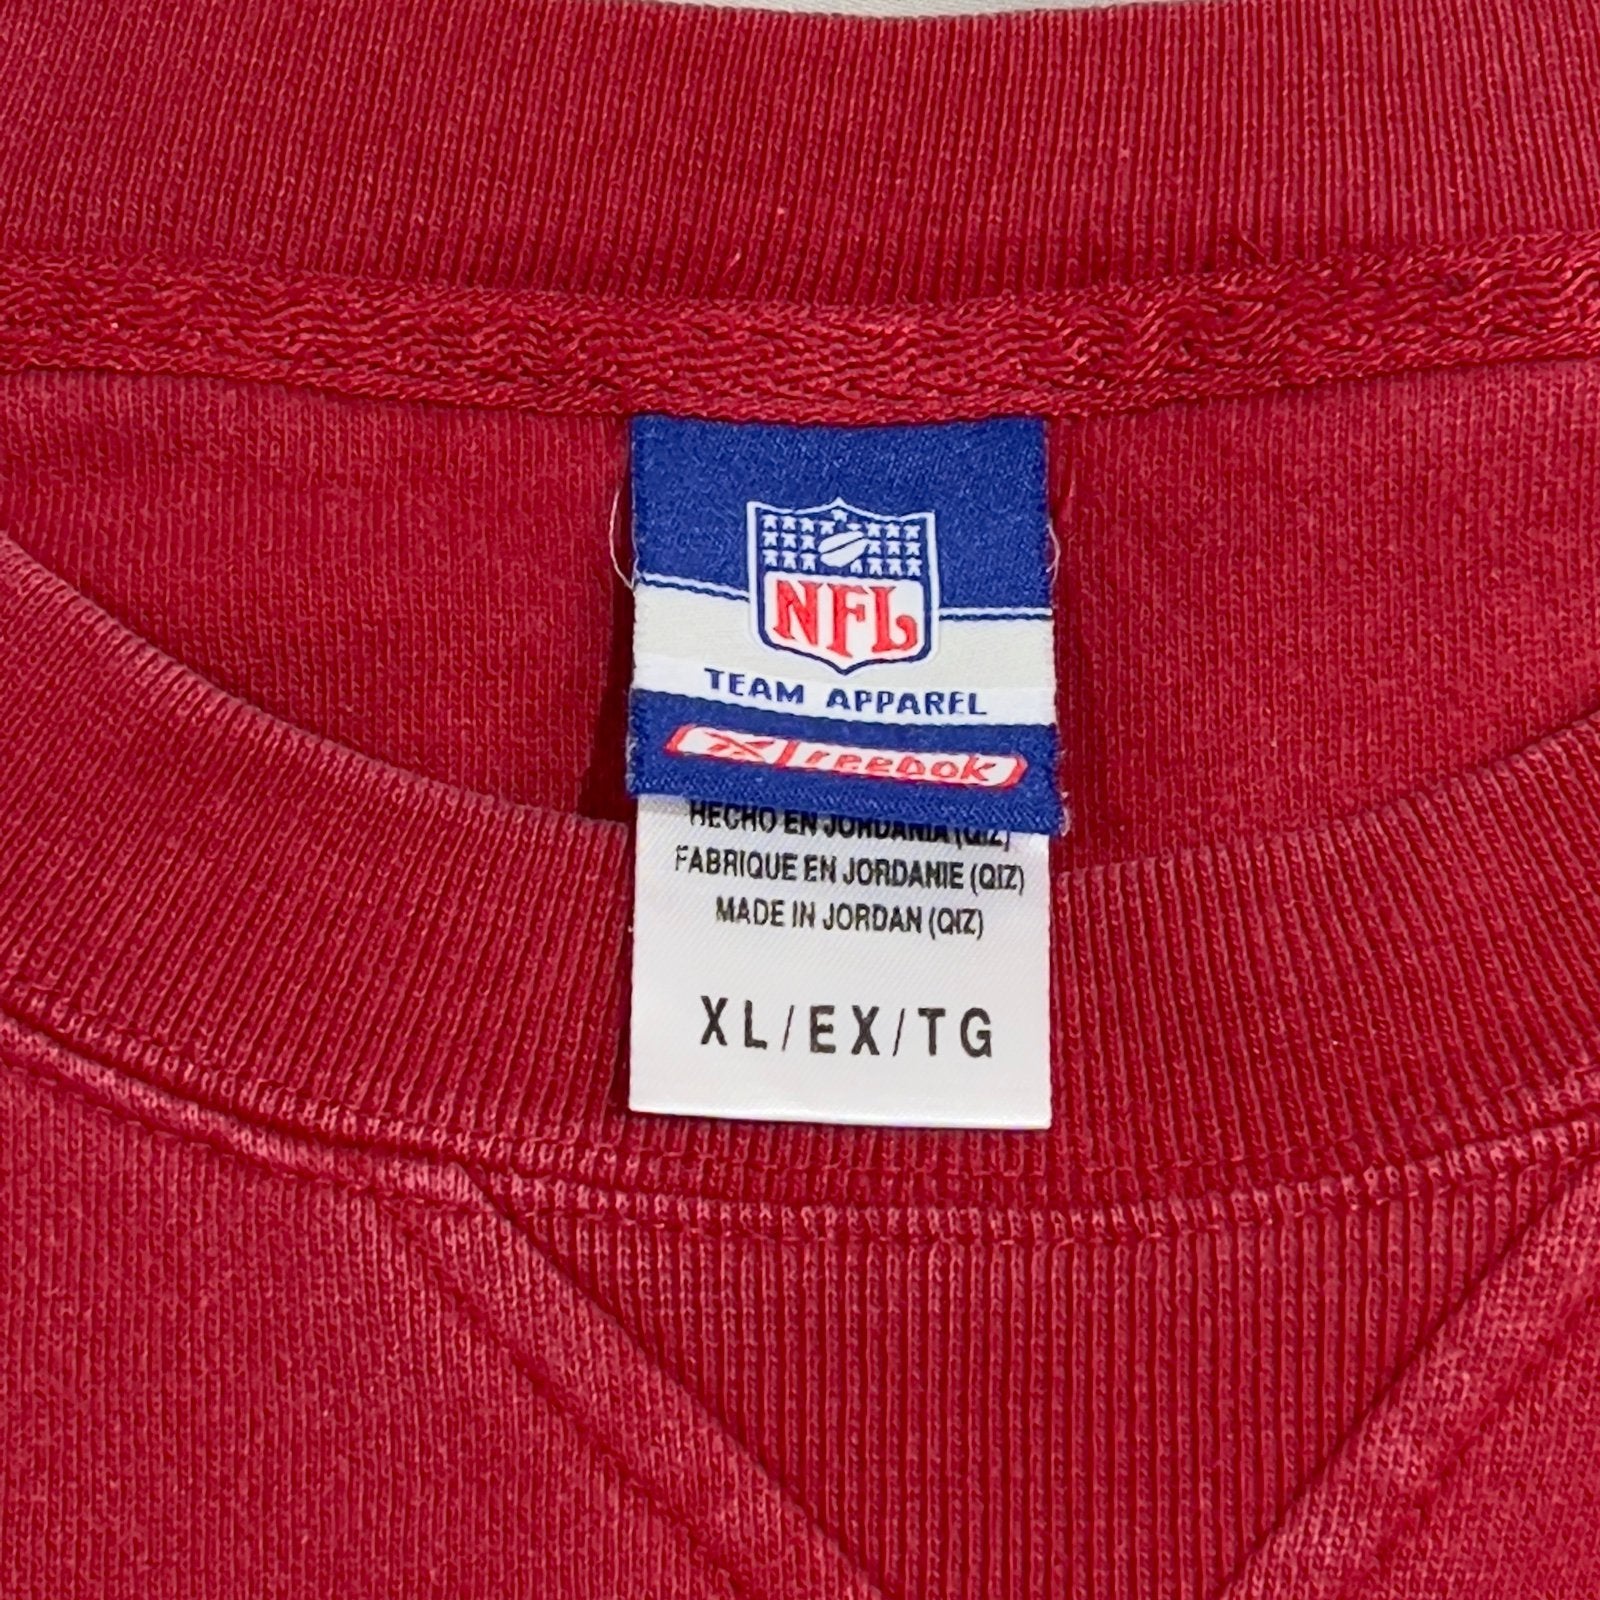 NFL
TEAM APPAREL
reebok
HECHO EN JORDANIA (QIZ)
FABRIQUE EN JORDANIE (QIZ)
MADE IN JORDAN (QIZ)
XL/EX/TG